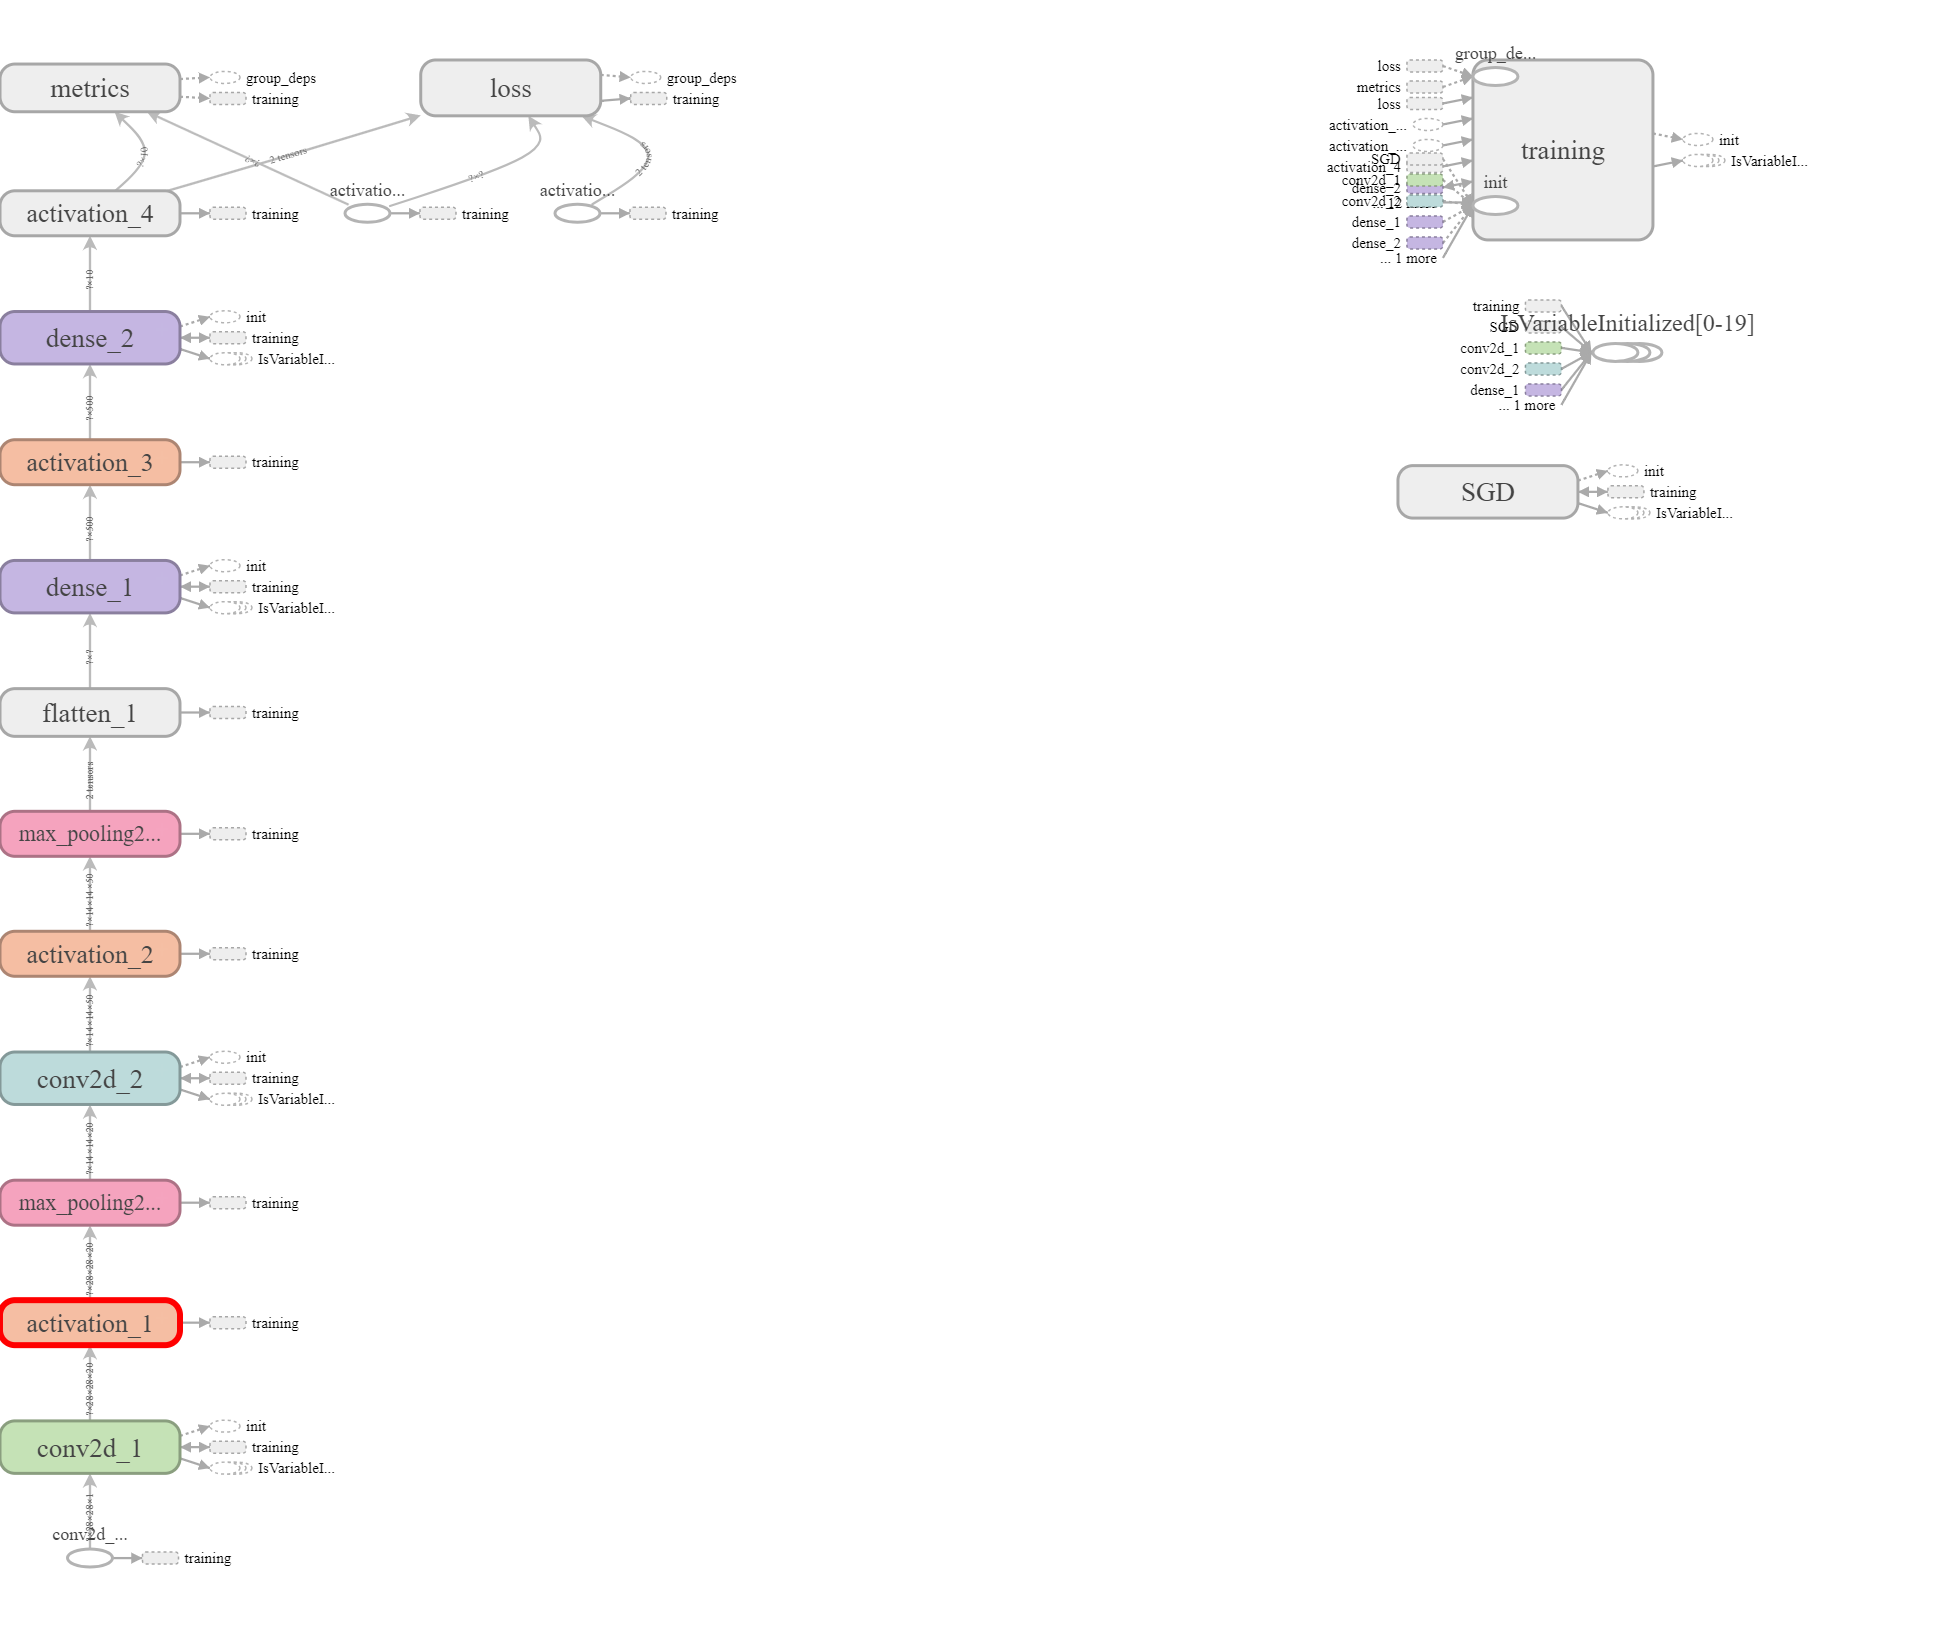 metrics
group_deps
training
loss
group_deps
training
?×10
2 tensors
?×?
?×?
2 tensors
activation_4
training
activatio...
training
activatio...
training
?×10
dense_2
init
training
IsVariableI...
?×500
activation_3
training
?×500
dense_1
init
training
IsVariableI...
?×?
flatten_1
training
2 tensors
max_pooling2...
training
?×14×14×50
activation_2
training
?×14×14×50
conv2d_2
init
training
IsVariableI...
?×14×14×20
max_pooling2...
training
?×28×28×20
activation_1
training
?×28×28×20
conv2d_1
init
training
IsVariableI...
?×28×28×1
conv2d_...
training
group_de...
loss
metrics
loss
activation_...
activation_...
SGD
activation_4
conv2d_1
dense_2
conv2d_2
dense_1
dense_2
... 1 more
training
init
init
IsVariableI...
IsVariableInitialized[0-19]
training
SGD
conv2d_1
conv2d_2
dense_1
... 1 more
SGD
init
training
IsVariableI...